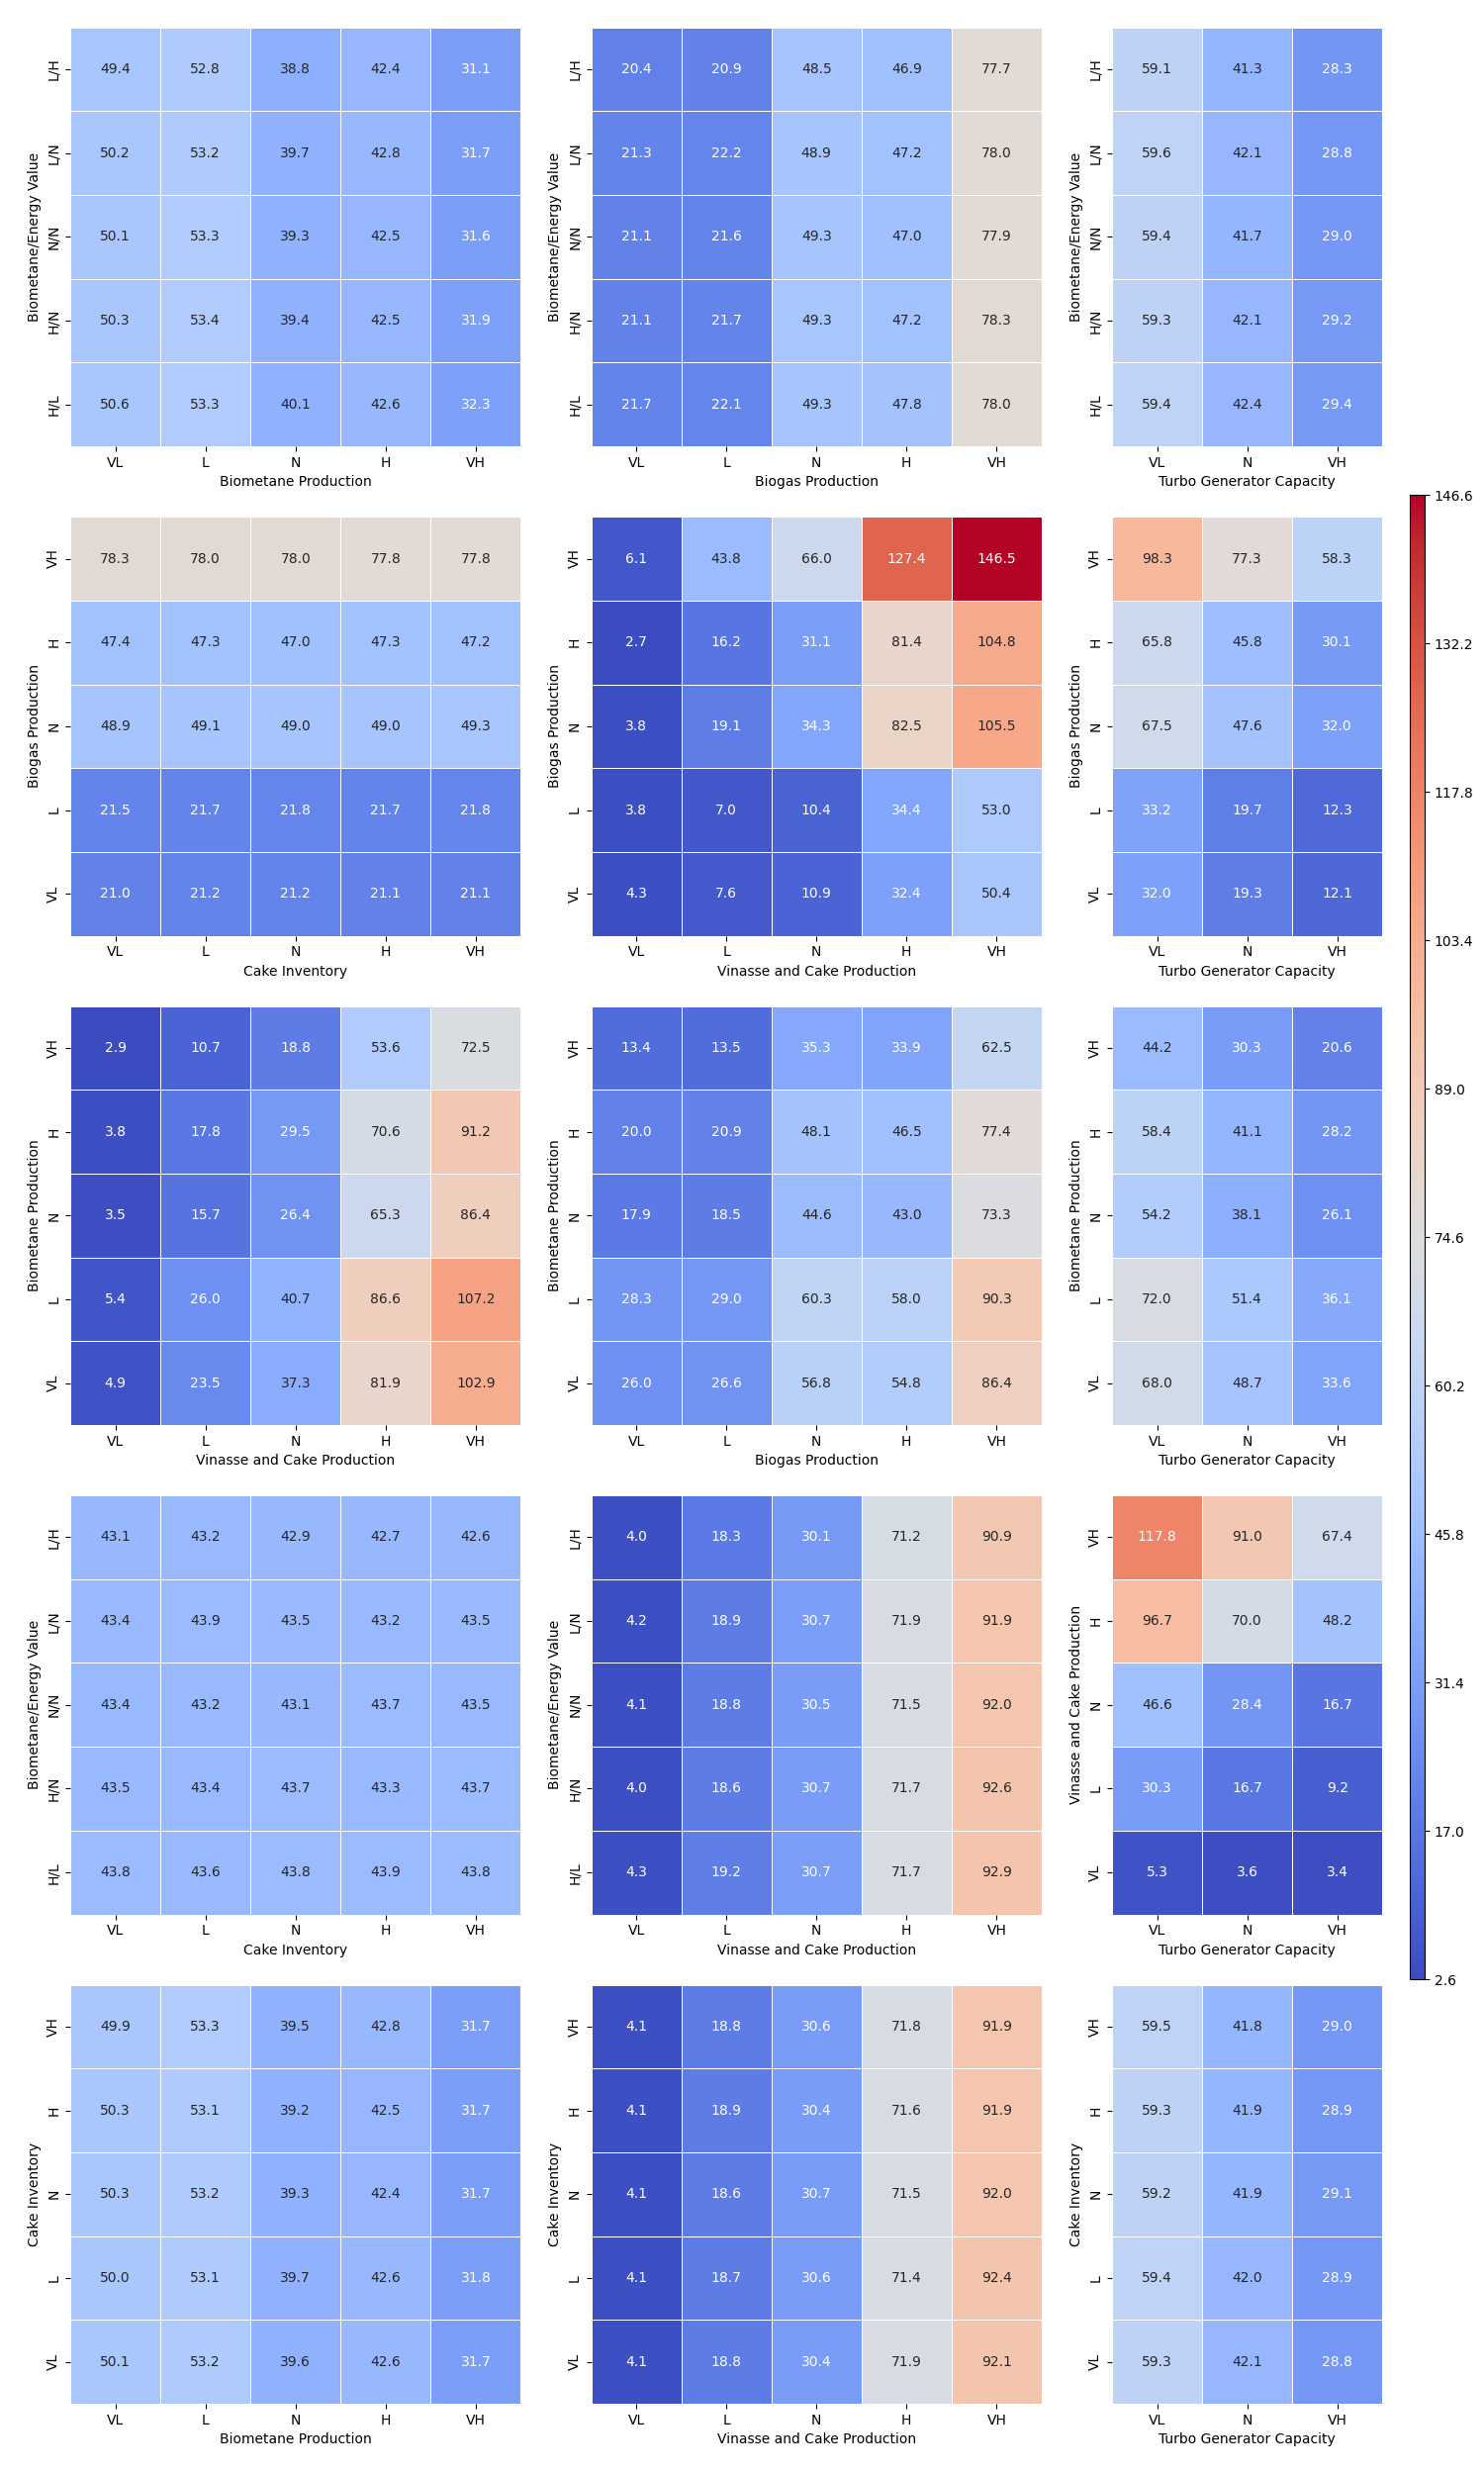 Biometane/Energy Value
L/H 49.4 52.8 38.8 42.4 31.1
L/N 50.2 53.2 39.7 42.8 31.7
N/N 50.1 53.3 39.3 42.5 31.6
H/N 50.3 53.4 39.4 42.5 31.9
H/L 50.6 53.3 40.1 42.6 32.3
VL L N H VH
Biometane Production
Biometane/Energy Value
L/H 20.4 20.9 48.5 46.9 77.7
L/N 21.3 22.2 48.9 47.2 78.0
N/N 21.1 21.6 49.3 47.0 77.9
H/N 21.1 21.7 49.3 47.2 78.3
H/L 21.7 22.1 49.3 47.8 78.0
VL L N H VH
Biogas Production
Biometane/Energy Value
L/H 59.1 41.3 28.3
L/N 59.6 42.1 28.8
N/N 59.4 41.7 29.0
H/N 59.3 42.1 29.2
H/L 59.4 42.4 29.4
VL N VH
Turbo Generator Capacity
Biogas Production
VH 78.3 78.0 78.0 77.8 77.8
H 47.4 47.3 47.0 47.3 47.2
N 48.9 49.1 49.0 49.0 49.3
L 21.5 21.7 21.8 21.7 21.8
VL 21.0 21.2 21.2 21.1 21.1
VL L N H VH
Cake Inventory
Biogas Production
VH 6.1 43.8 66.0 127.4 146.5
H 2.7 16.2 31.1 81.4 104.8
N 3.8 19.1 34.3 82.5 105.5
L 3.8 7.0 10.4 34.4 53.0
VL 4.3 7.6 10.9 32.4 50.4
VL L N H VH
Vinasse and Cake Production
Biogas Production
VH 98.3 77.3 58.3
H 65.8 45.8 30.1
N 67.5 47.6 32.0
L 33.2 19.7 12.3
VL 32.0 19.3 12.1
VL N VH
Turbo Generator Capacity
Biometane Production
VH 2.9 10.7 18.8 53.6 72.5
H 3.8 17.8 29.5 70.6 91.2
N 3.5 15.7 26.4 65.3 86.4
L 5.4 26.0 40.7 86.6 107.2
VL 4.9 23.5 37.3 81.9 102.9
VL L N H VH
Vinasse and Cake Production
Biometane Production
VH 13.4 13.5 35.3 33.9 62.5
H 20.0 20.9 48.1 46.5 77.4
N 17.9 18.5 44.6 43.0 73.3
L 28.3 29.0 60.3 58.0 90.3
VL 26.0 26.6 56.8 54.8 86.4
VL L N H VH
Biogas Production
Biometane Production
VH 44.2 30.3 20.6
H 58.4 41.1 28.2
N 54.2 38.1 26.1
L 72.0 51.4 36.1
VL 68.0 48.7 33.6
VL N VH
Turbo Generator Capacity
Biometane/Energy Value
L/H 43.1 43.2 42.9 42.7 42.6
L/N 43.4 43.9 43.5 43.2 43.5
N/N 43.4 43.2 43.1 43.7 43.5
H/N 43.5 43.4 43.7 43.3 43.7
H/L 43.8 43.6 43.8 43.9 43.8
VL L N H VH
Cake Inventory
Biometane/Energy Value
L/H 4.0 18.3 30.1 71.2 90.9
L/N 4.2 18.9 30.7 71.9 91.9
N/N 4.1 18.8 30.5 71.5 92.0
H/N 4.0 18.6 30.7 71.7 92.6
H/L 4.3 19.2 30.7 71.7 92.9
VL L N H VH
Vinasse and Cake Production
Vinasse and Cake Production
VH 117.8 91.0 67.4
H 96.7 70.0 48.2
N 46.6 28.4 16.7
L 30.3 16.7 9.2
VL 5.3 3.6 3.4
VL N VH
Turbo Generator Capacity
Cake Inventory
VH 49.9 53.3 39.5 42.8 31.7
H 50.3 53.1 39.2 42.5 31.7
N 50.3 53.2 39.3 42.4 31.7
L 50.0 53.1 39.7 42.6 31.8
VL 50.1 53.2 39.6 42.6 31.7
VL L N H VH
Biometane Production
Cake Inventory
VH 4.1 18.8 30.6 71.8 91.9
H 4.1 18.9 30.4 71.6 91.9
N 4.1 18.6 30.7 71.5 92.0
L 4.1 18.7 30.6 71.4 92.4
VL 4.1 18.8 30.4 71.9 92.1
VL L N H VH
Vinasse and Cake Production
Cake Inventory
VH 59.5 41.8 29.0
H 59.3 41.9 28.9
N 59.2 41.9 29.1
L 59.4 42.0 28.9
VL 59.3 42.1 28.8
VL N VH
Turbo Generator Capacity
146.6
132.2
117.8
103.4
89.0
74.6
60.2
45.8
31.4
17.0
2.6